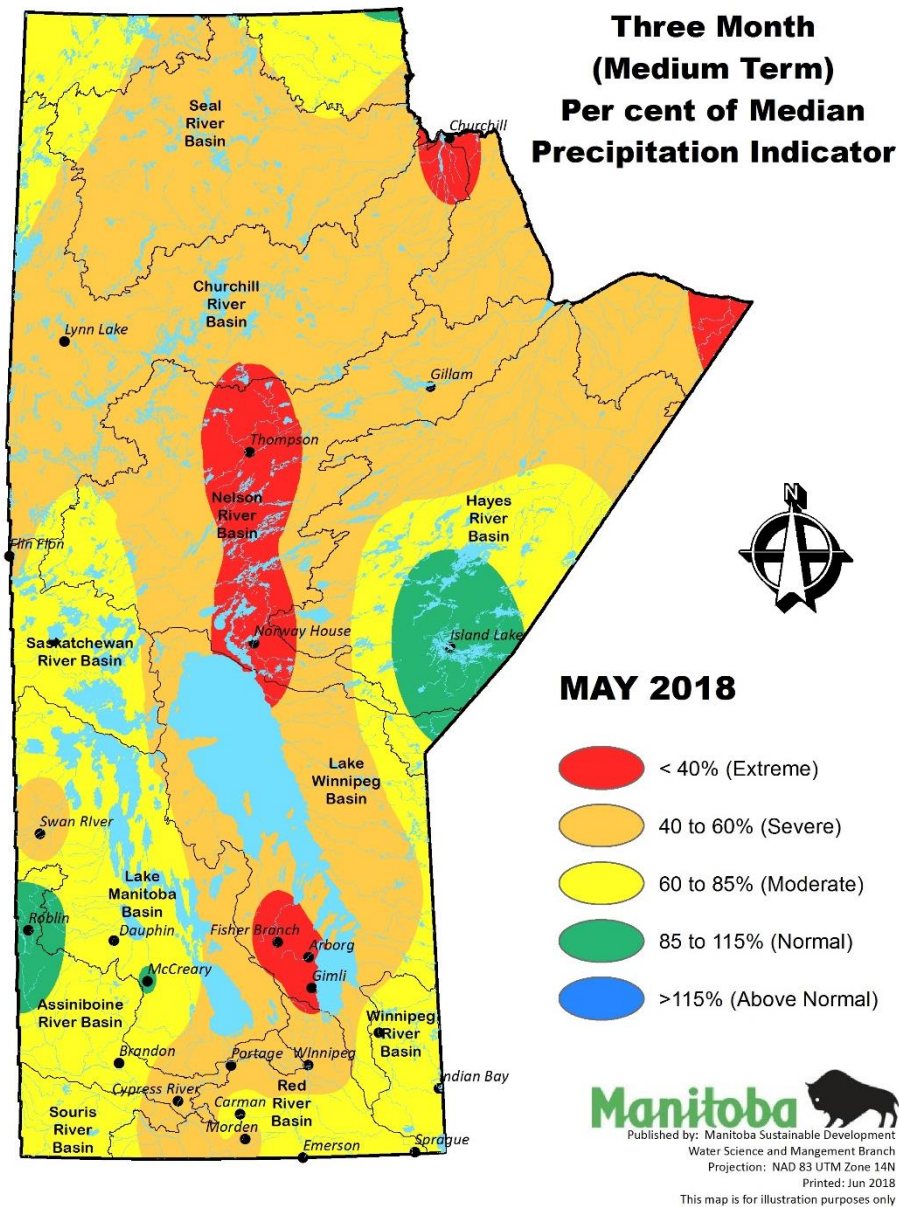 Three Month
(Medium Term)
Per cent of Median
Precipitation Indicator
Seal
River
Basin
Churchill
Churchill
River
Basin
Lynn Lake
Gillam
Thompson
Nelson
River
Basin
Hayes
River
Basin
Flin Flon
N
Norway House
Island Lake
Saskatchewan
River Basin
MAY 2018
< 40% (Extreme)
40 to 60% (Severe)
60 to 85% (Moderate)
85 to 115% (Normal)
>115% (Above Normal)
Lake
Winnipeg
Basin
Swan RIver
Lake
Manitoba
Basin
Roblin
Dauphin
Fisher Branch
Arborg
McCreary
Gimli
Assiniboine
River Basin
Winnipeg
River
Basin
Brandon
Portage
WInnipeg
Indian Bay
Cypress River
Carman
Red
River
Basin
Souris
River
Basin
Morden
Emerson
Sprague
Manitoba
Published by: Manitoba Sustainable Development
Water Science and Mangement Branch
Projection: NAD 83 UTM Zone 14N
Printed: Jun 2018
This map is for illustration purposes only